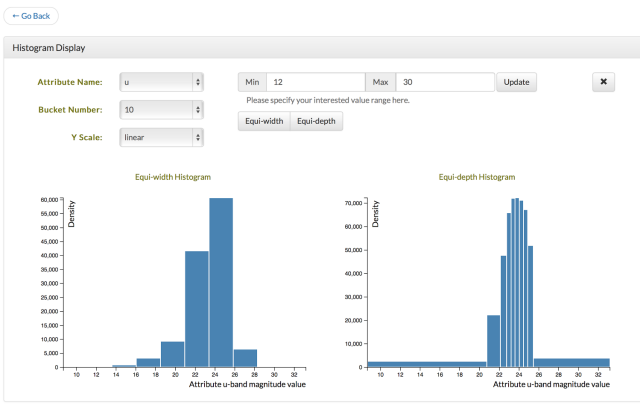 ← Go Back
Histogram Display
Attribute Name: u Min 12 Max 30 Update ✖
Please specify your interested value range here.
Bucket Number: 10 Equi-width Equi-depth
Y Scale: linear
Equi-width Histogram
60,000
Density
50,000
45,000
40,000
35,000
30,000
25,000
20,000
15,000
10,000
5,000
0
10 12 14 16 18 20 22 24 26 28 30 32
Attribute u-band magnitude value
Equi-depth Histogram
70,000
Density
60,000
50,000
40,000
30,000
20,000
10,000
0
10 12 14 16 18 20 22 24 26 28 30 32
Attribute u-band magnitude value